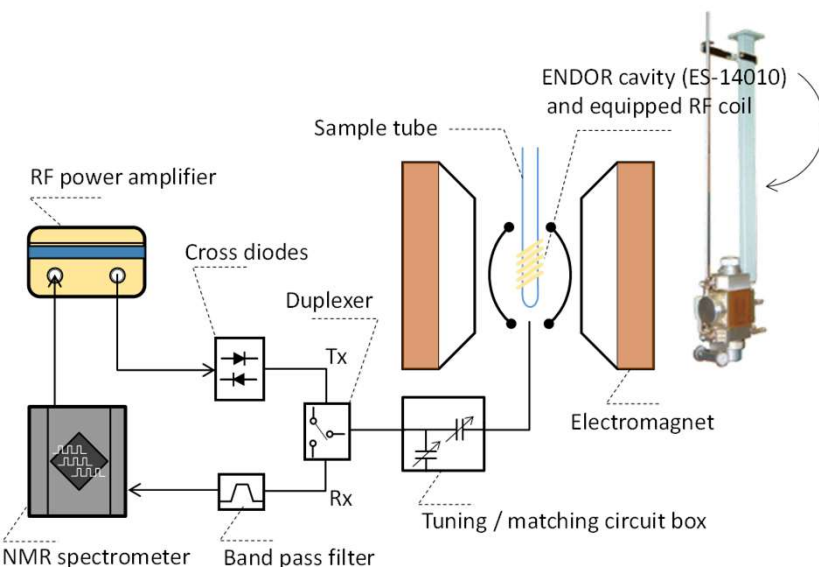 ENDOR cavity (ES-14010)
and equipped RF coil
Sample tube
RF power amplifier
Cross diodes
Duplexer
Tx
Electromagnet
Rx
Tuning / matching circuit box
NMR spectrometer
Band pass filter